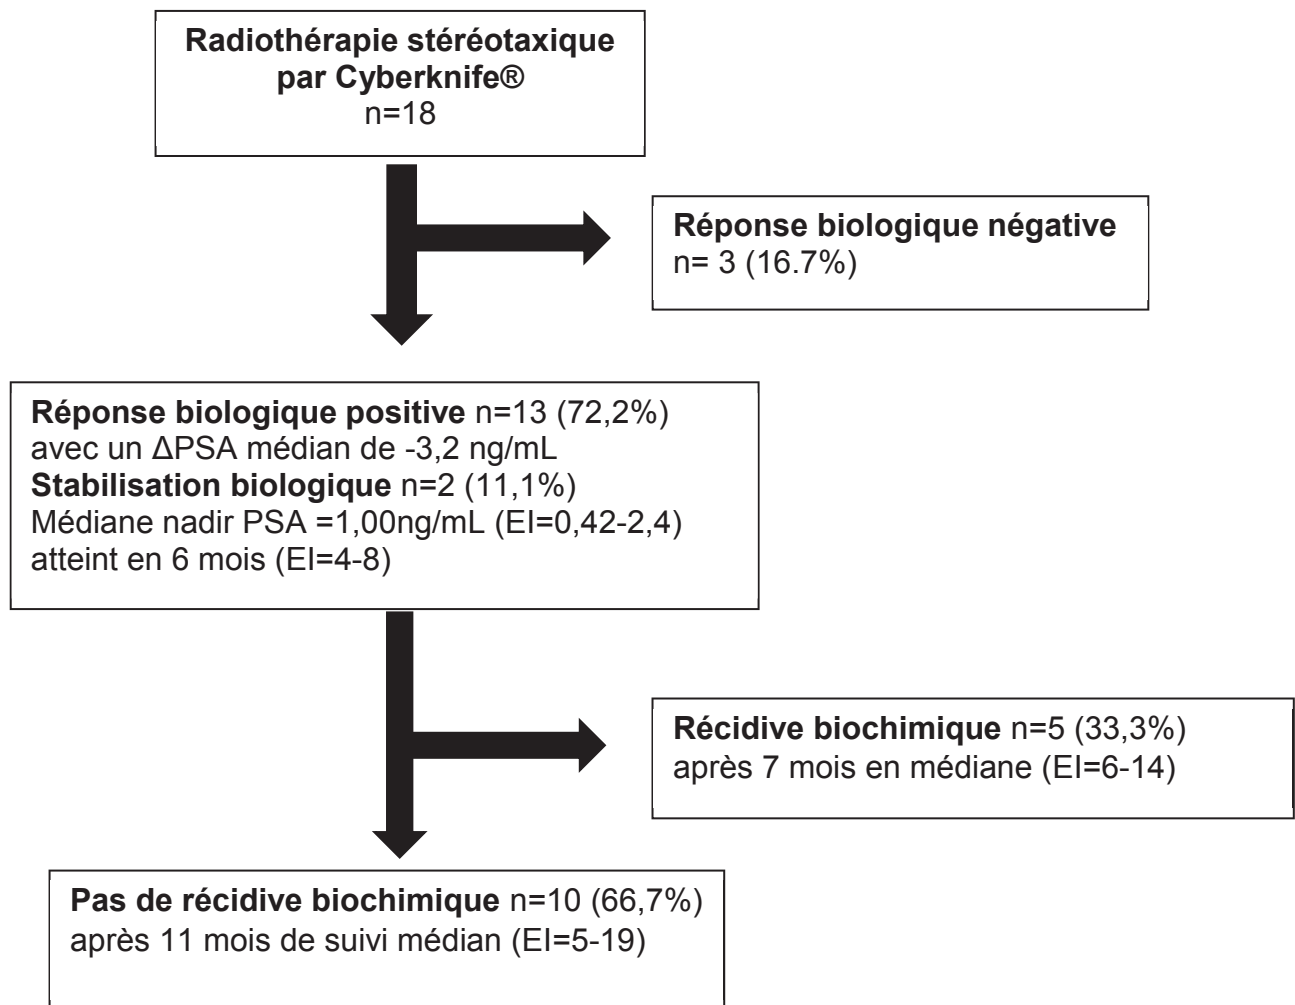 Radiothérapie stéréotaxique
par Cyberknife®
n=18
Réponse biologique négative
n= 3 (16.7%)
Réponse biologique positive n=13 (72,2%)
avec un ΔPSA médian de -3,2 ng/mL
Stabilisation biologique n=2 (11,1%)
Médiane nadir PSA =1,00ng/mL (EI=0,42-2,4)
atteint en 6 mois (EI=4-8)
Récidive biochimique n=5 (33,3%)
après 7 mois en médiane (EI=6-14)
Pas de récidive biochimique n=10 (66,7%)
après 11 mois de suivi médian (EI=5-19)